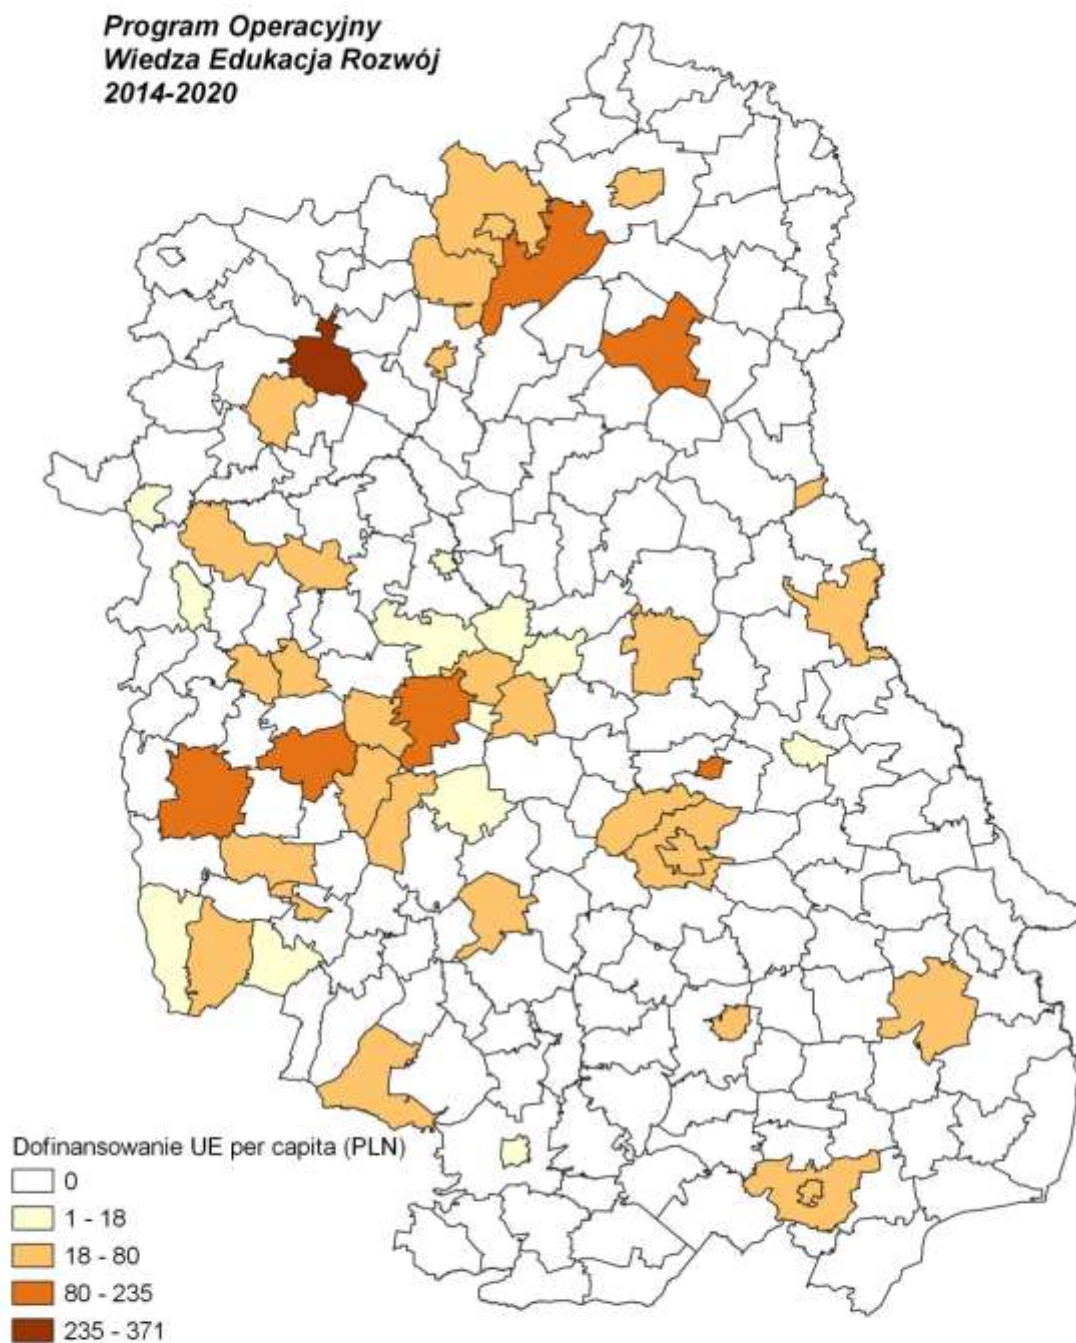 Program Operacyjny
Wiedza Edukacja Rozwój
2014-2020
Dofinansowanie UE per capita (PLN)
0
1 - 18
18 - 80
80 - 235
235 - 371